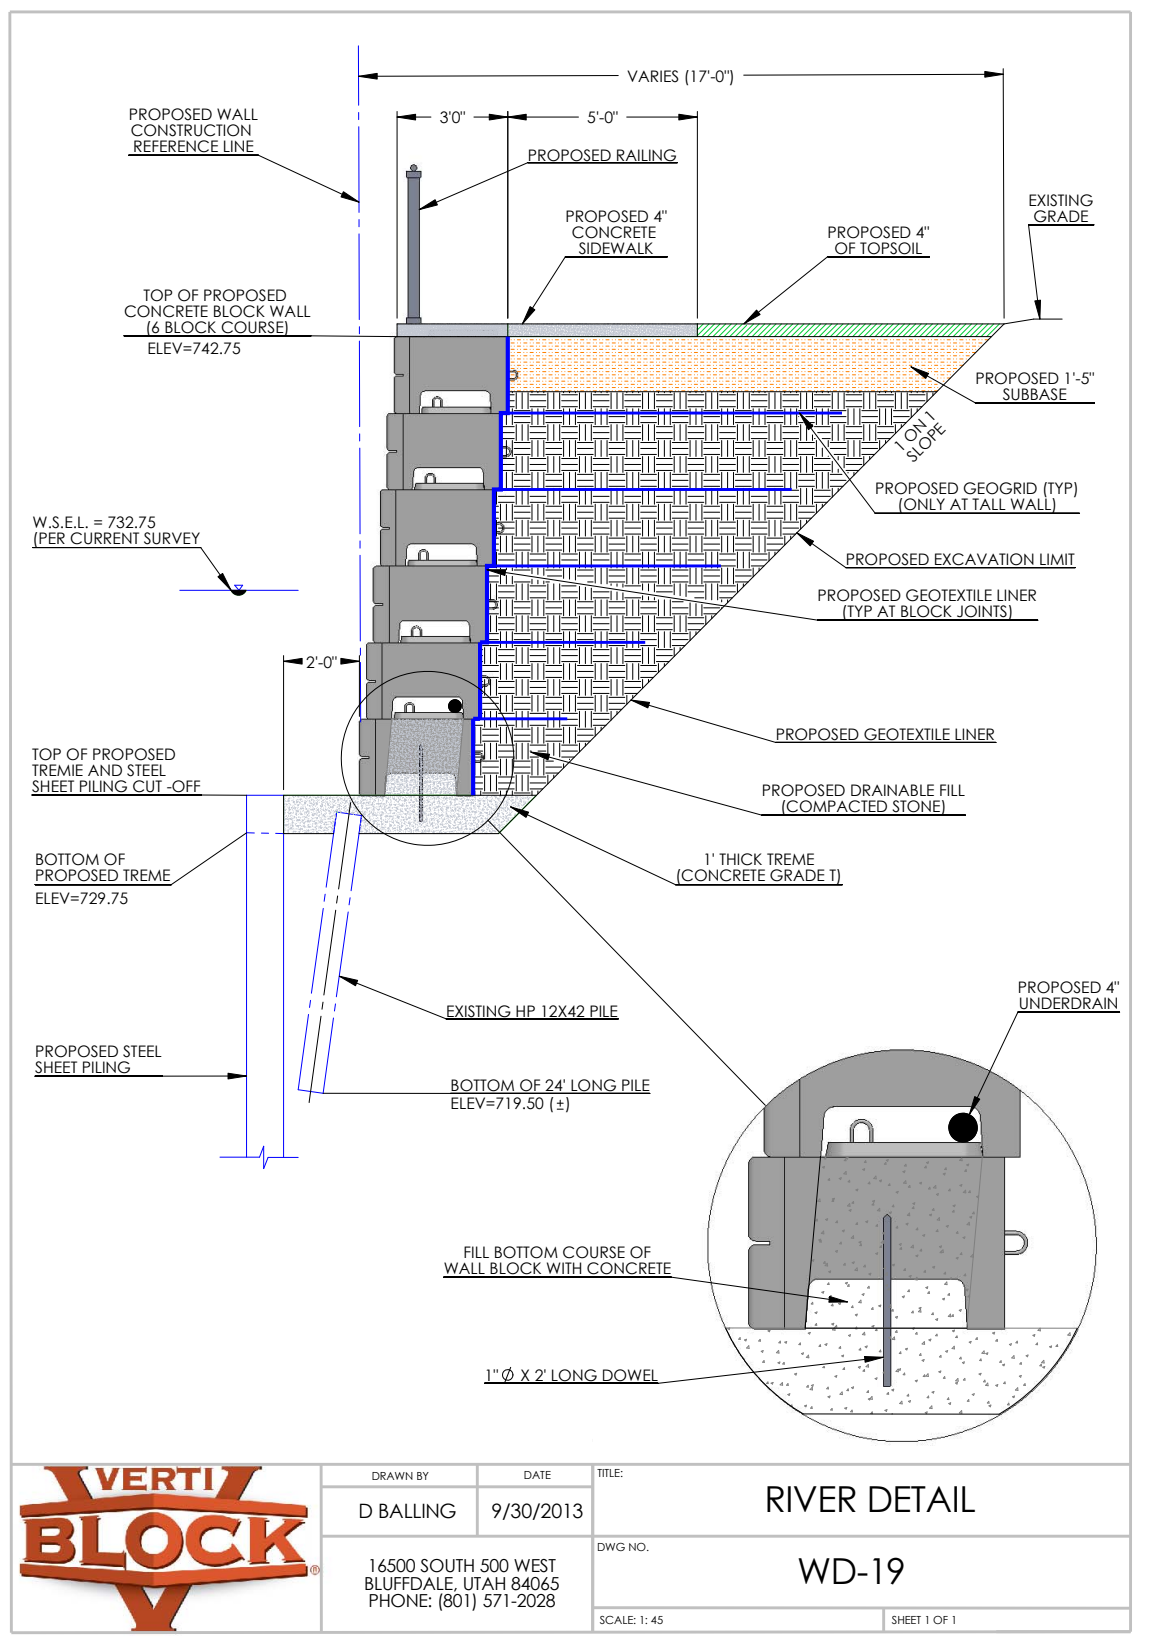 VARIES (17'-0")
3'0"
5'-0"
PROPOSED WALL
CONSTRUCTION
REFERENCE LINE
PROPOSED RAILING
EXISTING
GRADE
PROPOSED 4"
CONCRETE
SIDEWALK
PROPOSED 4"
OF TOPSOIL
TOP OF PROPOSED
CONCRETE BLOCK WALL
(6 BLOCK COURSE)
ELEV=742.75
PROPOSED 1'-5"
SUBBASE
1 ON 1
SLOPE
PROPOSED GEOGRID (TYP)
(ONLY AT TALL WALL)
W.S.E.L. = 732.75
(PER CURRENT SURVEY
PROPOSED EXCAVATION LIMIT
PROPOSED GEOTEXTILE LINER
(TYP AT BLOCK JOINTS)
2'-0"
PROPOSED GEOTEXTILE LINER
TOP OF PROPOSED
TREMIE AND STEEL
SHEET PILING CUT -OFF
PROPOSED DRAINABLE FILL
(COMPACTED STONE)
BOTTOM OF
PROPOSED TREME
ELEV=729.75
1' THICK TREME
(CONCRETE GRADE T)
EXISTING HP 12X42 PILE
PROPOSED 4"
UNDERDRAIN
PROPOSED STEEL
SHEET PILING
BOTTOM OF 24' LONG PILE
ELEV=719.50 (±)
FILL BOTTOM COURSE OF
WALL BLOCK WITH CONCRETE
1"Ø X 2' LONG DOWEL
VERTI
BLOCK
®
DRAWN BY
DATE
D BALLING
9/30/2013
16500 SOUTH 500 WEST
BLUFFDALE, UTAH 84065
PHONE: (801) 571-2028
TITLE:
RIVER DETAIL
DWG NO.
WD-19
SCALE: 1: 45
SHEET 1 OF 1